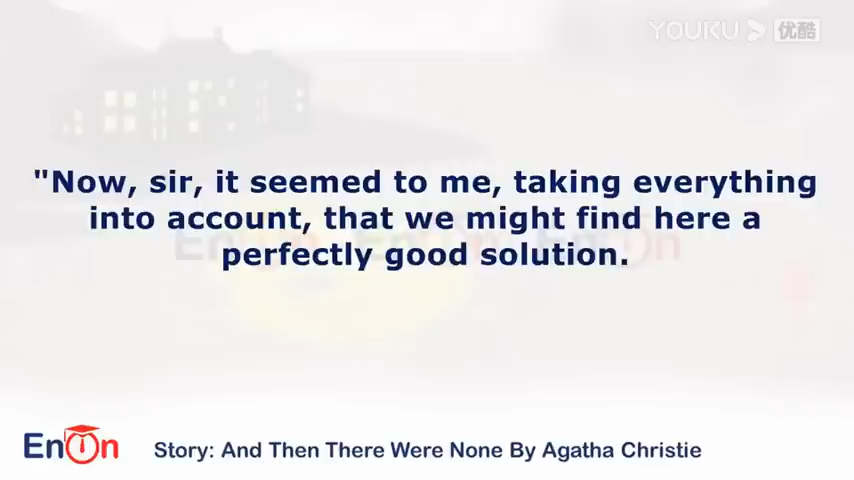 YOUKU 优酷
"Now, sir, it seemed to me, taking everything
into account, that we might find here a
perfectly good solution.
EnOn
Story: And Then There Were None By Agatha Christie